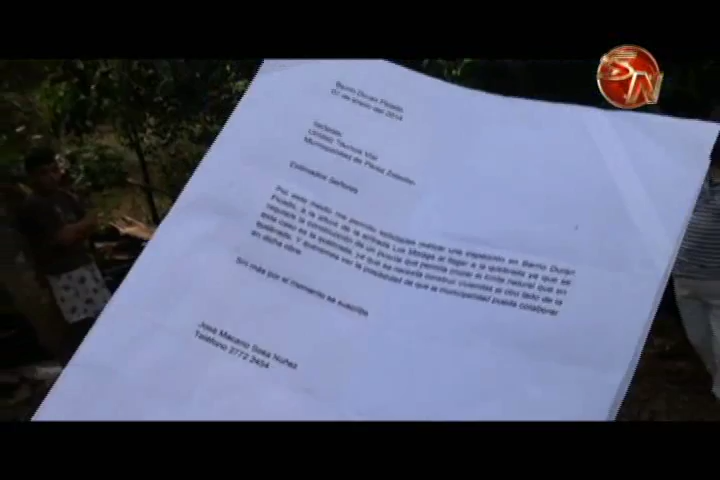 SN
Barrio Durán Picado
07 de enero del 2014
Señores
Unidad Técnica Vial
Municipalidad de Pérez Zeledón
Estimados Señores
Por este medio me permito solicitarles realizar una inspección en Barrio Durán
Picado, a la altura de la entrada Los Monge al llegar a la quebrada ya que se
requiere la construcción de un puente que permita cruzar el límite natural que en
este caso es la quebrada, ya que se necesita construir viviendas al otro lado de la
quebrada. Y queremos ver la posibilidad de que la municipalidad pueda colaborar
en dicha obra.
Sin más por el momento se suscribe
José Macario Solís Núñez
Teléfono 2772 2454